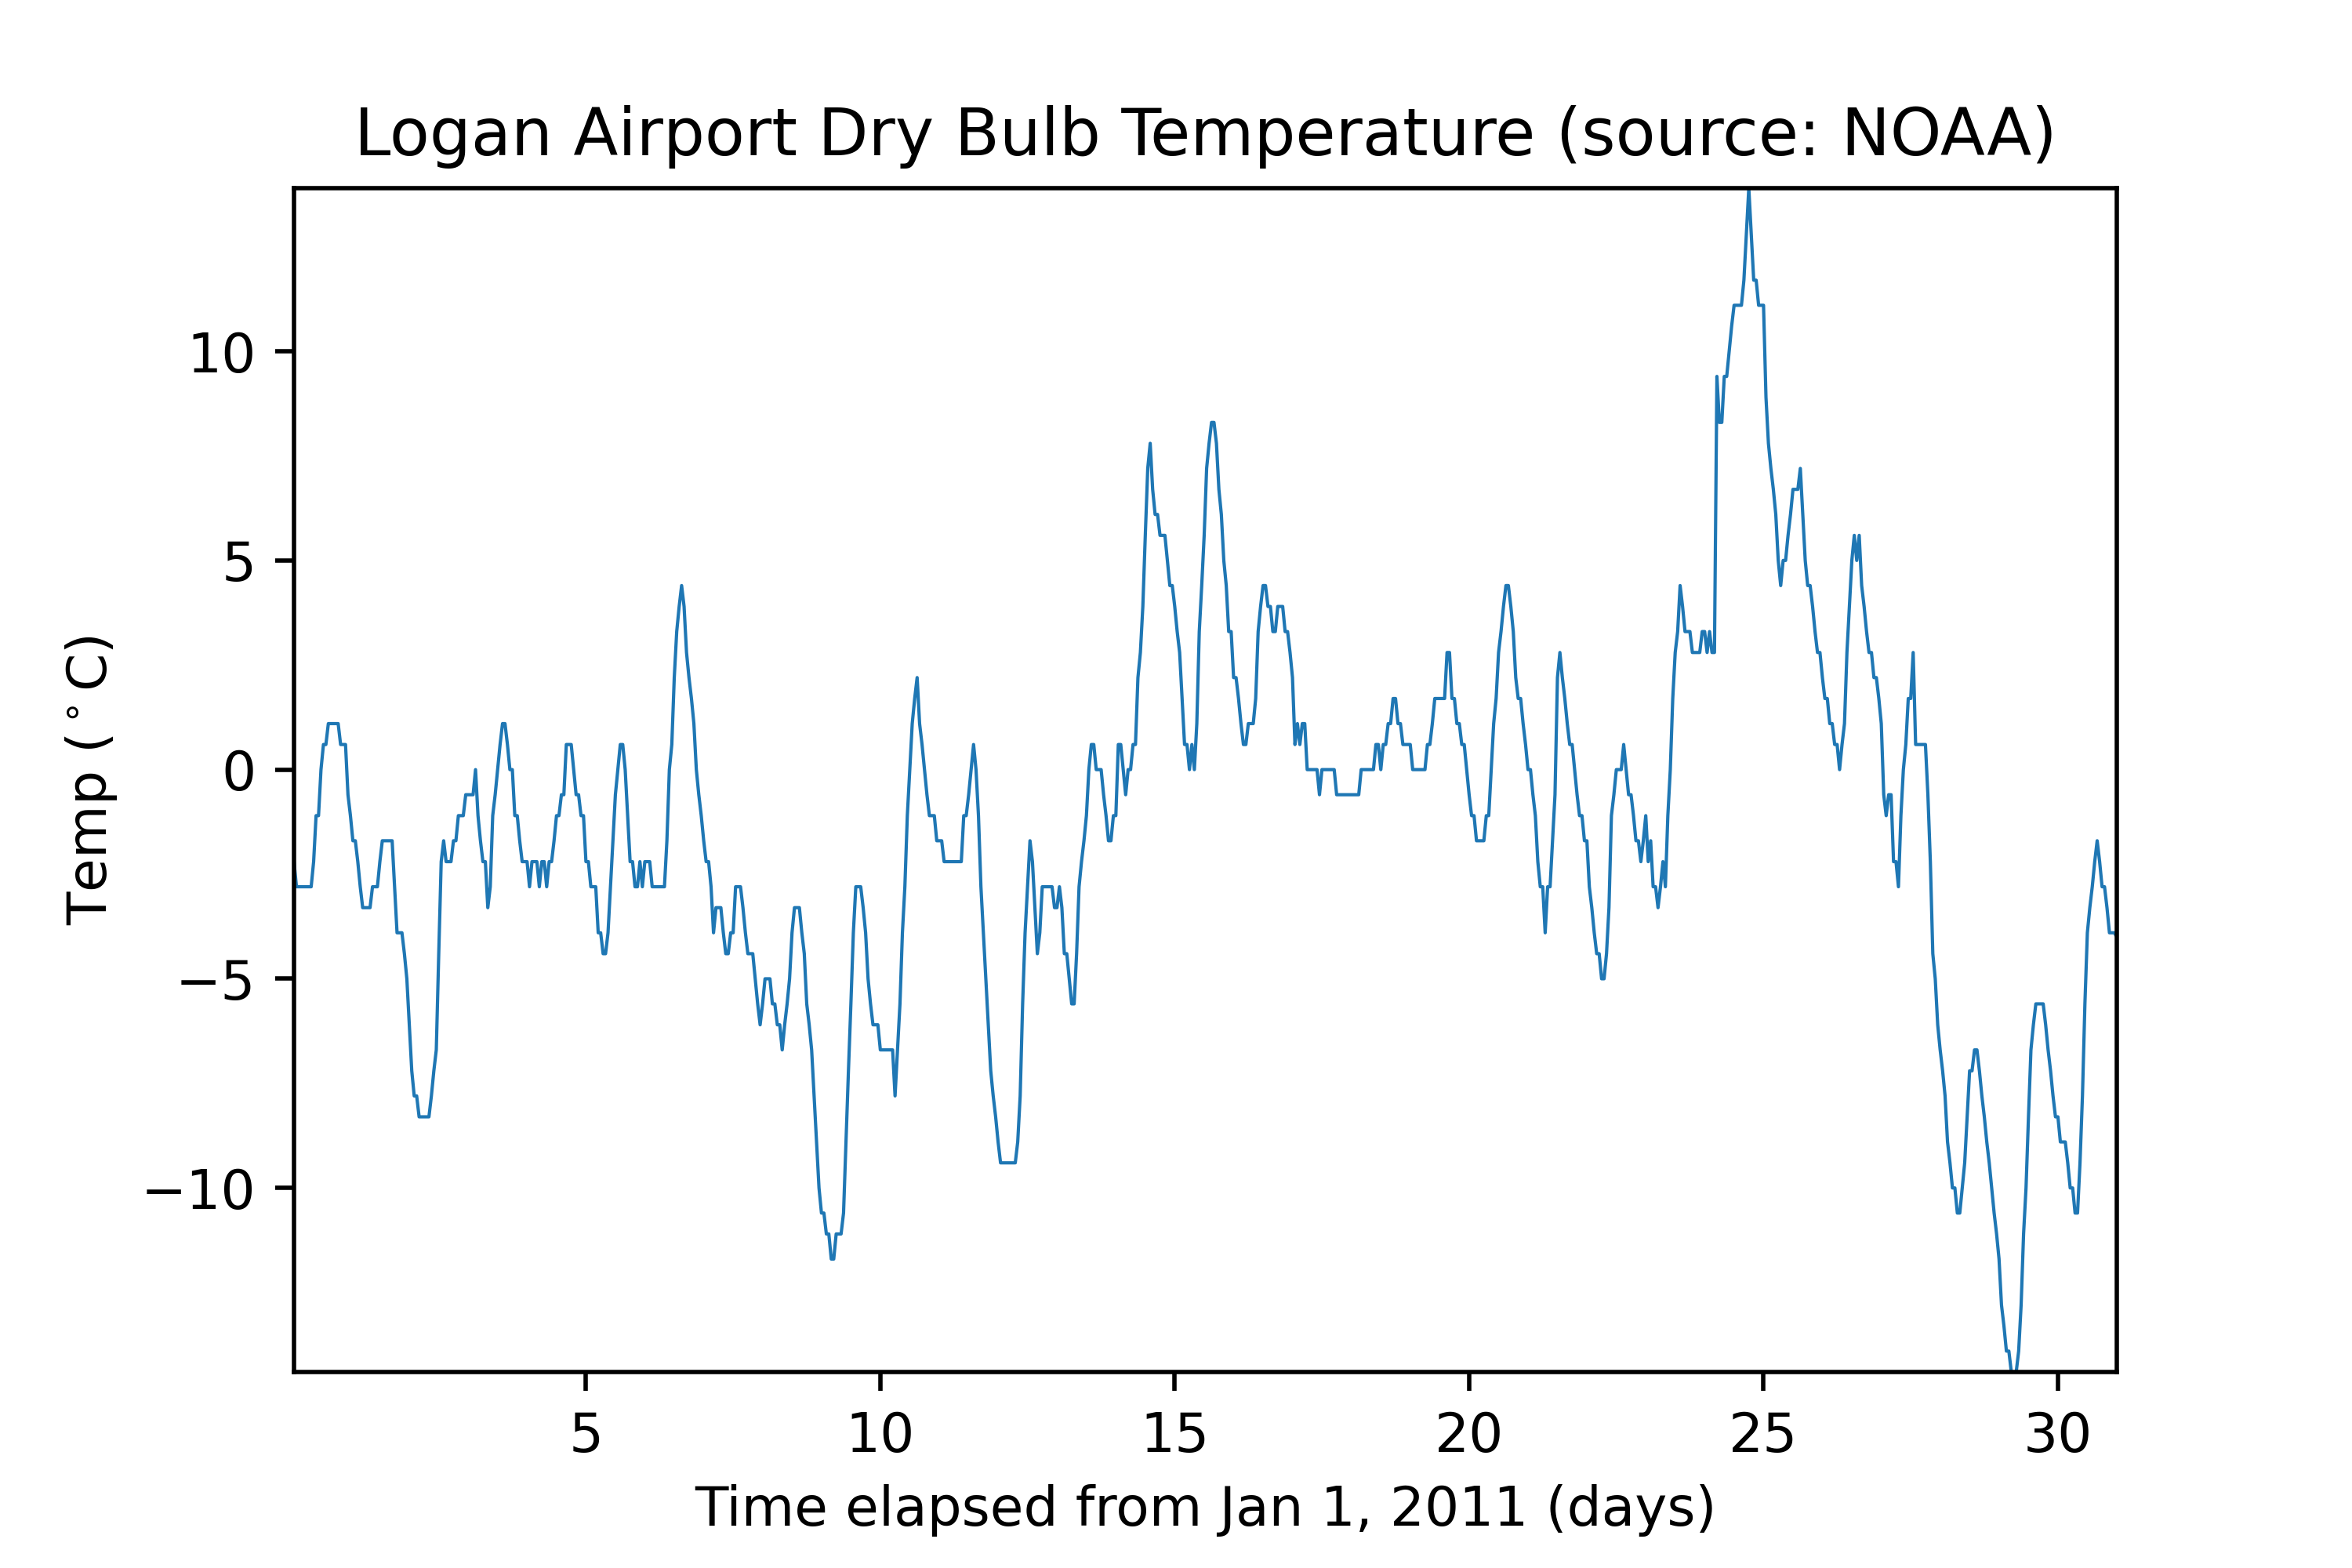 Logan Airport Dry Bulb Temperature (source: NOAA)
Temp (°C)
10
5
0
−5
−10
5 10 15 20 25 30
Time elapsed from Jan 1, 2011 (days)